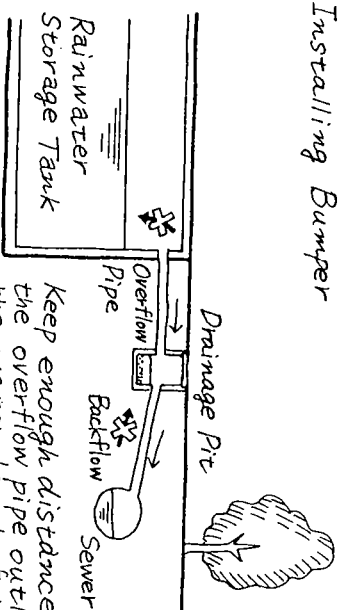 Installing Bumper
Rainwater
Storage Tank
Overflow
Pipe
Drainage Pit
Backflow
Sewer
Keep enough distance
the overflow pipe outl